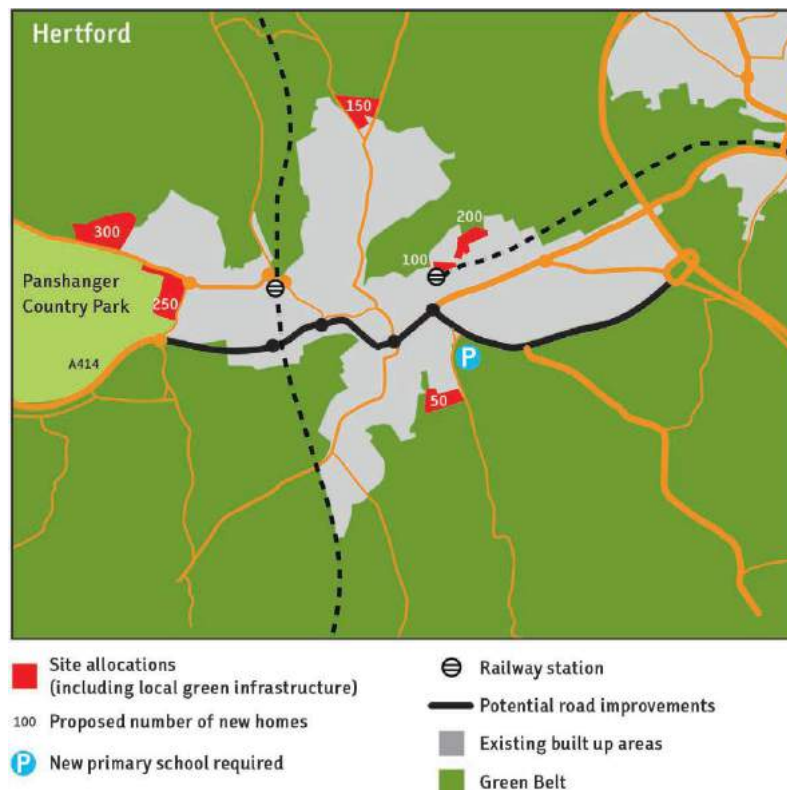 Hertford
150
300
200
100
Panshanger
Country Park
250
A414
P
50
Site allocations
(including local green infrastructure)
100 Proposed number of new homes
P New primary school required
Railway station
Potential road improvements
Existing built up areas
Green Belt